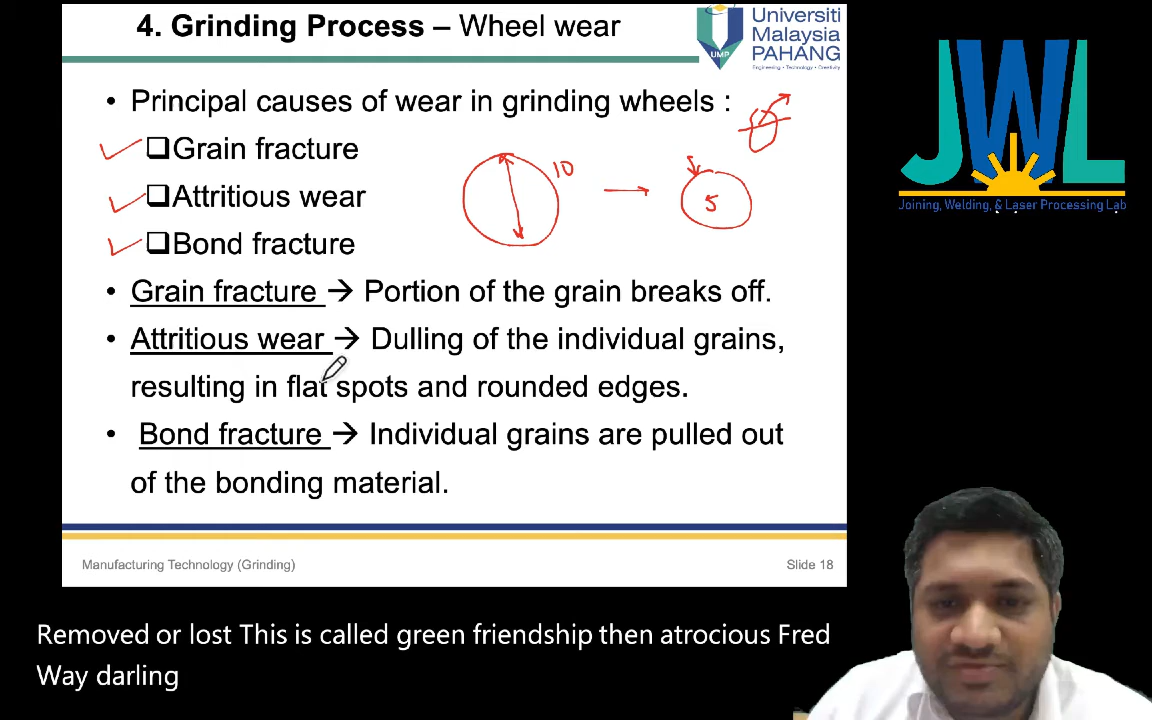 4. Grinding Process – Wheel wear
UMP
Universiti
Malaysia
PAHANG
Engineering • Technology • Creativity
JWL
Joining, Welding, & Laser Processing Lab
• Principal causes of wear in grinding wheels :
❑Grain fracture
❑Attritious wear
❑Bond fracture
10
5
• Grain fracture → Portion of the grain breaks off.
• Attritious wear → Dulling of the individual grains,
resulting in flat spots and rounded edges.
• Bond fracture → Individual grains are pulled out
of the bonding material.
Manufacturing Technology (Grinding)
Slide 18
Removed or lost This is called green friendship then atrocious Fred
Way darling